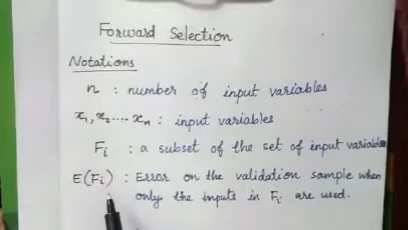 Forward Selection
Notations
n : number of input variables
x₁, x₂.... xₙ : input variables
Fᵢ : a subset of the set of input variables
E(Fᵢ) : Error on the validation sample when
only the inputs in Fᵢ are used.